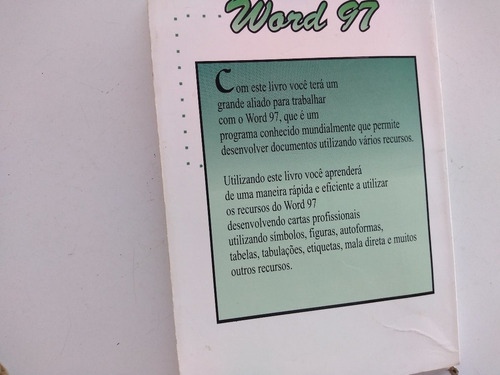 Word 97
Com este livro você terá um
grande aliado para trabalhar
com o Word 97, que é um
programa conhecido mundialmente que permite
desenvolver documentos utilizando vários recursos.
Utilizando este livro você aprenderá
de uma maneira rápida e eficiente a utilizar
os recursos do Word 97
desenvolvendo cartas profissionais
utilizando símbolos, figuras, autoformas,
tabelas, tabulações, etiquetas, mala direta e muitos
outros recursos.